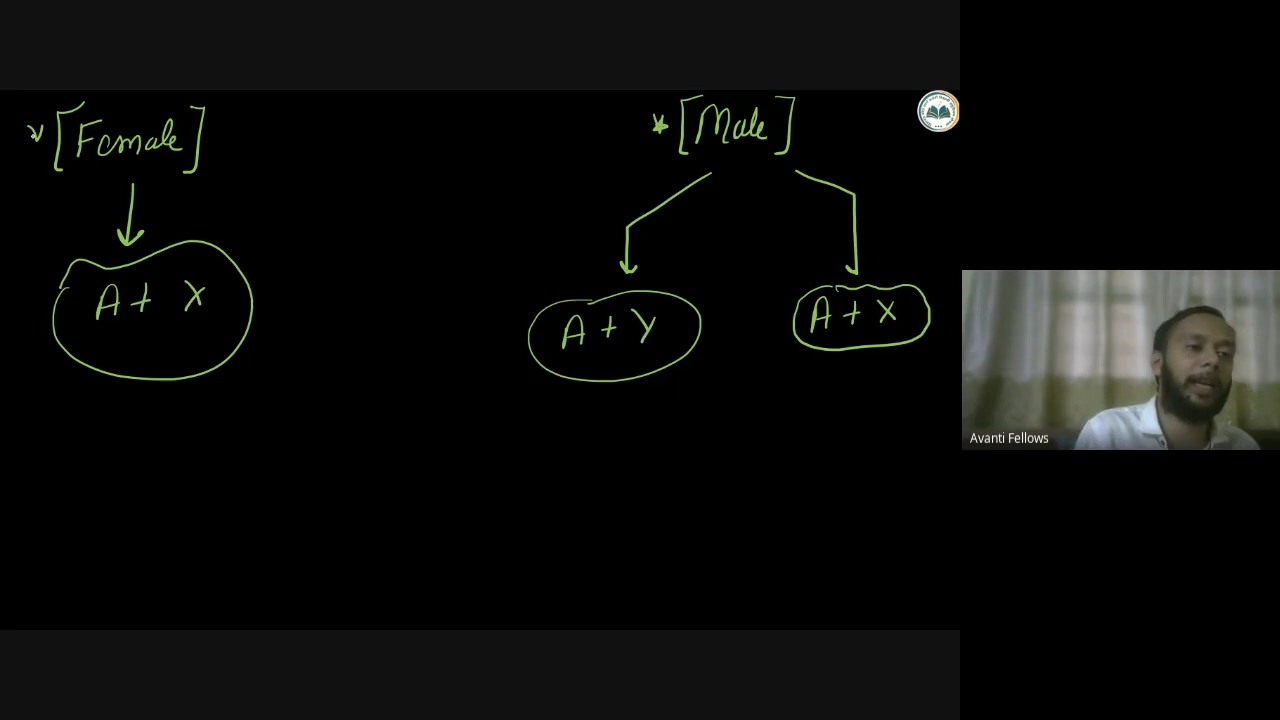 [Female]
* [Male]
A + X
A + Y
A + X
Avanti Fellows